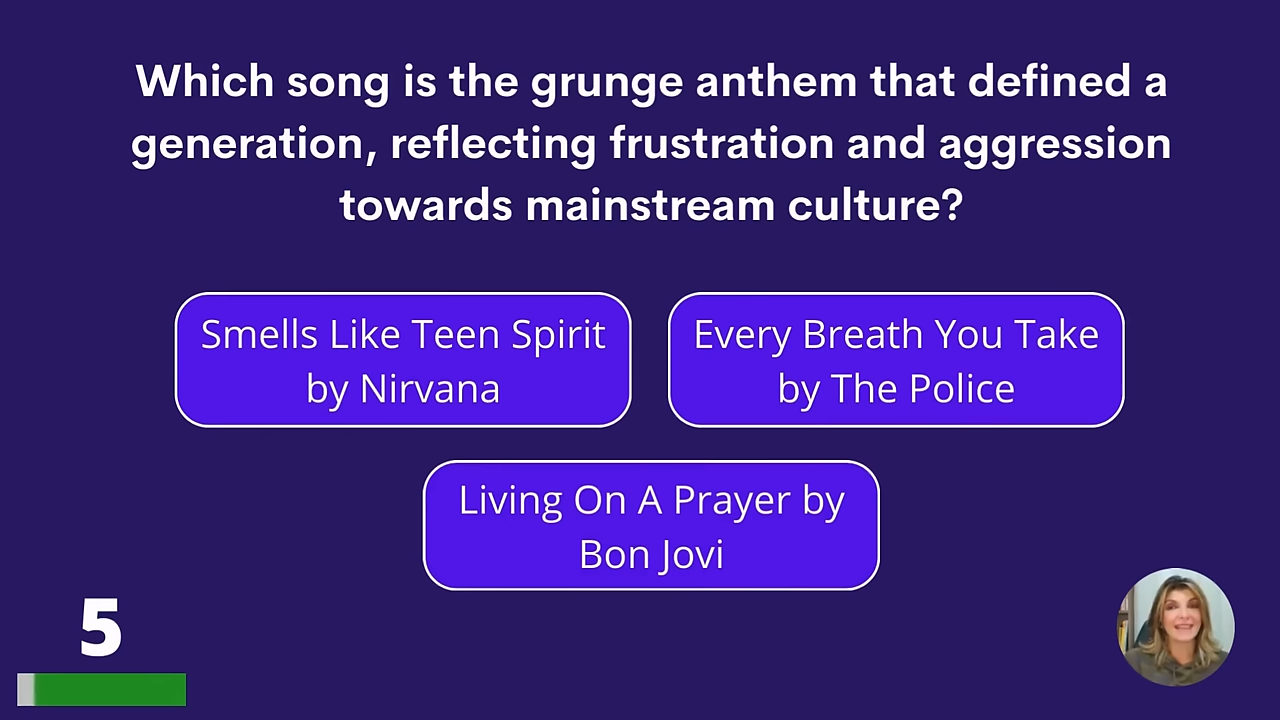 Which song is the grunge anthem that defined a
generation, reflecting frustration and aggression
towards mainstream culture?
Smells Like Teen Spirit
by Nirvana
Every Breath You Take
by The Police
Living On A Prayer by
Bon Jovi
5